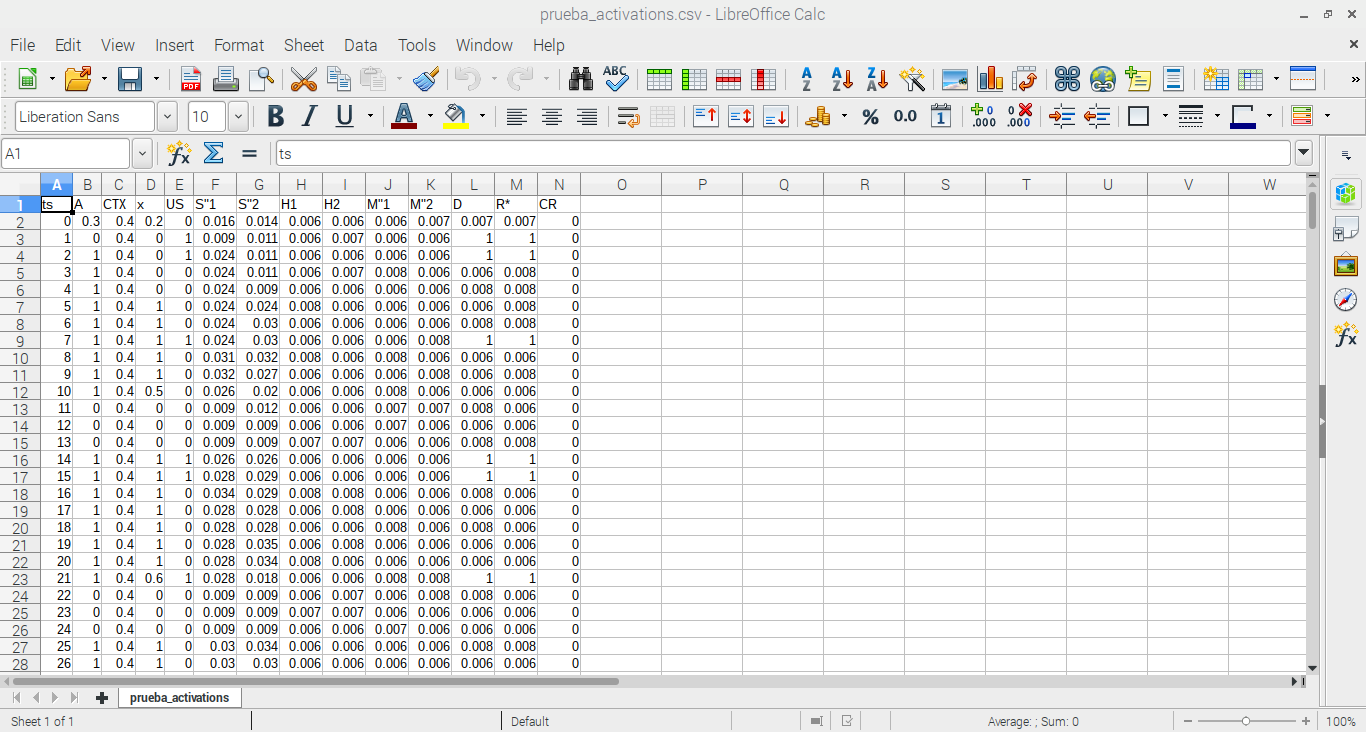 prueba_activations.csv - LibreOffice Calc
File Edit View Insert Format Sheet Data Tools Window Help
Liberation Sans 10
A1 ts
A B C D E F G H I J K L M N O P Q R S T U V W
1 ts A CTX x US S"1 S"2 H1 H2 M"1 M"2 D R* CR
2 0 0.3 0.4 0.2 0 0.016 0.014 0.006 0.006 0.006 0.007 0.007 0.007 0
3 1 0 0.4 0 1 0.009 0.011 0.006 0.007 0.006 0.006 1 1 0
4 2 1 0.4 0 1 0.024 0.011 0.006 0.006 0.006 0.006 1 1 0
5 3 1 0.4 0 0 0.024 0.011 0.006 0.007 0.008 0.006 0.006 0.008 0
6 4 1 0.4 0 0 0.024 0.009 0.006 0.006 0.006 0.006 0.008 0.008 0
7 5 1 0.4 1 0 0.024 0.024 0.008 0.006 0.006 0.006 0.006 0.008 0
8 6 1 0.4 1 0 0.024 0.03 0.006 0.006 0.006 0.006 0.008 0.008 0
9 7 1 0.4 1 1 0.024 0.03 0.006 0.006 0.006 0.008 1 1 0
10 8 1 0.4 1 0 0.031 0.032 0.008 0.006 0.008 0.006 0.006 0.006 0
11 9 1 0.4 1 0 0.032 0.027 0.006 0.006 0.006 0.008 0.006 0.008 0
12 10 1 0.4 0.5 0 0.026 0.02 0.006 0.006 0.008 0.006 0.006 0.006 0
13 11 0 0.4 0 0 0.009 0.012 0.006 0.006 0.007 0.007 0.008 0.006 0
14 12 0 0.4 0 0 0.009 0.009 0.006 0.006 0.007 0.006 0.006 0.006 0
15 13 0 0.4 0 0 0.009 0.009 0.007 0.007 0.006 0.006 0.008 0.008 0
16 14 1 0.4 1 1 0.026 0.026 0.006 0.006 0.006 0.006 1 1 0
17 15 1 0.4 1 1 0.028 0.029 0.006 0.006 0.006 0.006 1 1 0
18 16 1 0.4 1 0 0.034 0.029 0.008 0.008 0.006 0.006 0.008 0.006 0
19 17 1 0.4 1 0 0.028 0.028 0.006 0.008 0.006 0.006 0.006 0.006 0
20 18 1 0.4 1 0 0.028 0.028 0.006 0.006 0.008 0.006 0.008 0.006 0
21 19 1 0.4 1 0 0.028 0.035 0.006 0.008 0.006 0.006 0.006 0.006 0
22 20 1 0.4 1 0 0.028 0.034 0.008 0.006 0.006 0.006 0.006 0.006 0
23 21 1 0.4 0.6 1 0.028 0.018 0.006 0.006 0.008 0.008 1 1 0
24 22 0 0.4 0 0 0.009 0.009 0.006 0.007 0.006 0.008 0.008 0.006 0
25 23 0 0.4 0 0 0.009 0.009 0.007 0.007 0.006 0.006 0.006 0.006 0
26 24 0 0.4 0 0 0.009 0.009 0.006 0.006 0.007 0.006 0.006 0.006 0
27 25 1 0.4 1 0 0.03 0.034 0.006 0.006 0.006 0.008 0.008 0.008 0
28 26 1 0.4 1 0 0.03 0.03 0.006 0.006 0.006 0.006 0.006 0.006 0
prueba_activations
Sheet 1 of 1 Default Average: ; Sum: 0 100%